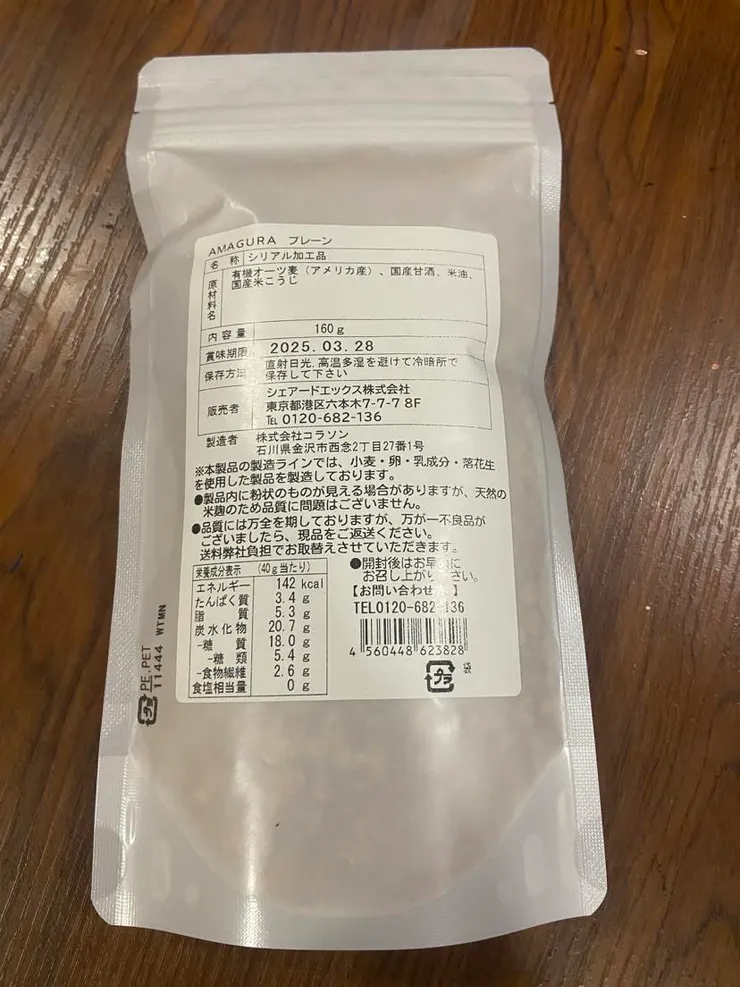 AMAGURA プレーン
名 称 シリアル加工品
原材料名 有機オーツ麦（アメリカ産）、国産甘酒、米油、
国産米こうじ
内容量 160g
賞味期限 2025.03.28
保存方法 直射日光、高温多湿を避けて冷暗所で
保存して下さい
販売者 シェアードエックス株式会社
東京都港区六本木7-7-7 8F
TEL 0120-682-136
製造者 株式会社コラソン
石川県金沢市西念2丁目27番1号
※本製品の製造ラインでは、小麦・卵・乳成分・落花生
を使用した製品を製造しております。
●製品内に粉状のものが見える場合がありますが、天然の
米麹のため品質に問題はございません。
●品質には万全を期しておりますが、万が一不良品が
ございましたら、現品をご返送ください。
送料弊社負担でお取替えさせていただきます。
栄養成分表示 (40g当たり)
エネルギー 142 kcal
たんぱく質 3.4 g
脂 質 5.3 g
炭水化物 20.7 g
-糖 質 18.0 g
-糖 類 5.4 g
-食物繊維 2.6 g
食塩相当量 0 g
●開封後はお早めに
お召し上がりください。
【お問い合わせ】
TEL0120-682-136
4 560448 623828
プラ 袋
プラ PE,PET
11444 WTMN